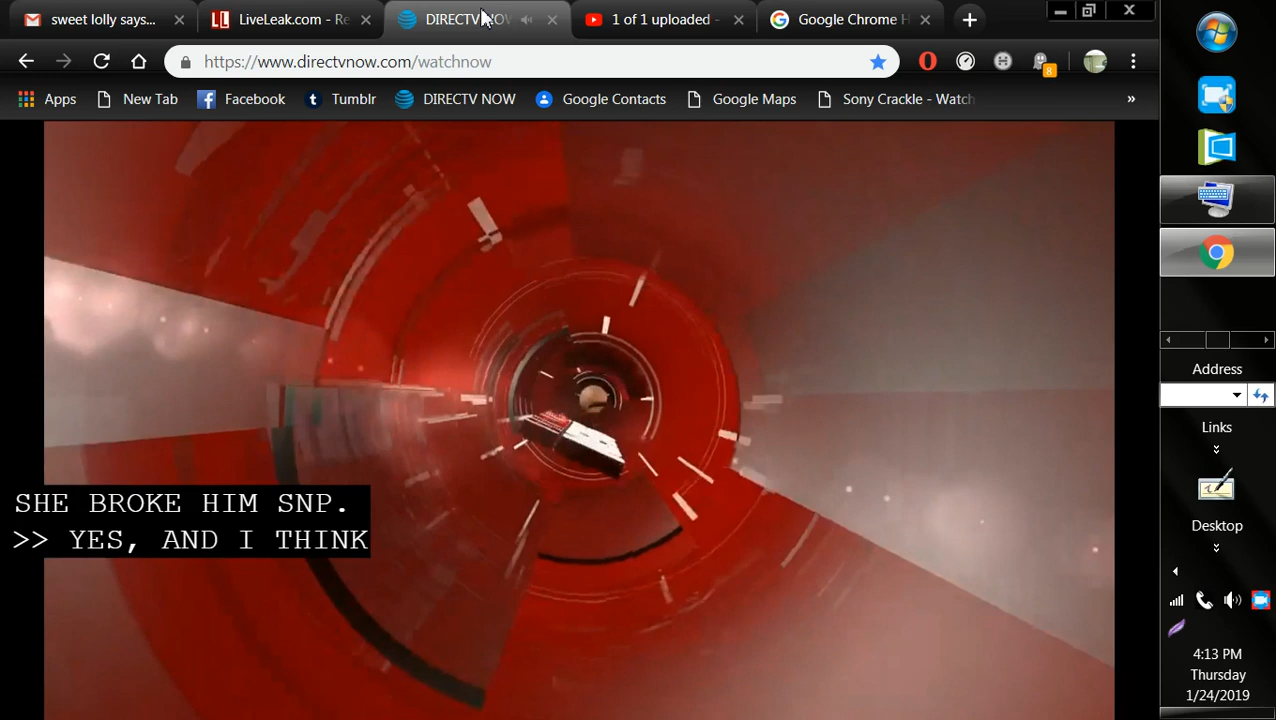 sweet lolly says...
LiveLeak.com - Re
DIRECTV NOW
1 of 1 uploaded -
Google Chrome H
https://www.directvnow.com/watchnow
8
Apps
New Tab
Facebook
Tumblr
DIRECTV NOW
Google Contacts
Google Maps
Sony Crackle - Watch
»
SHE BROKE HIM SNP.
>> YES, AND I THINK
Address
Links
Desktop
4:13 PM
Thursday
1/24/2019